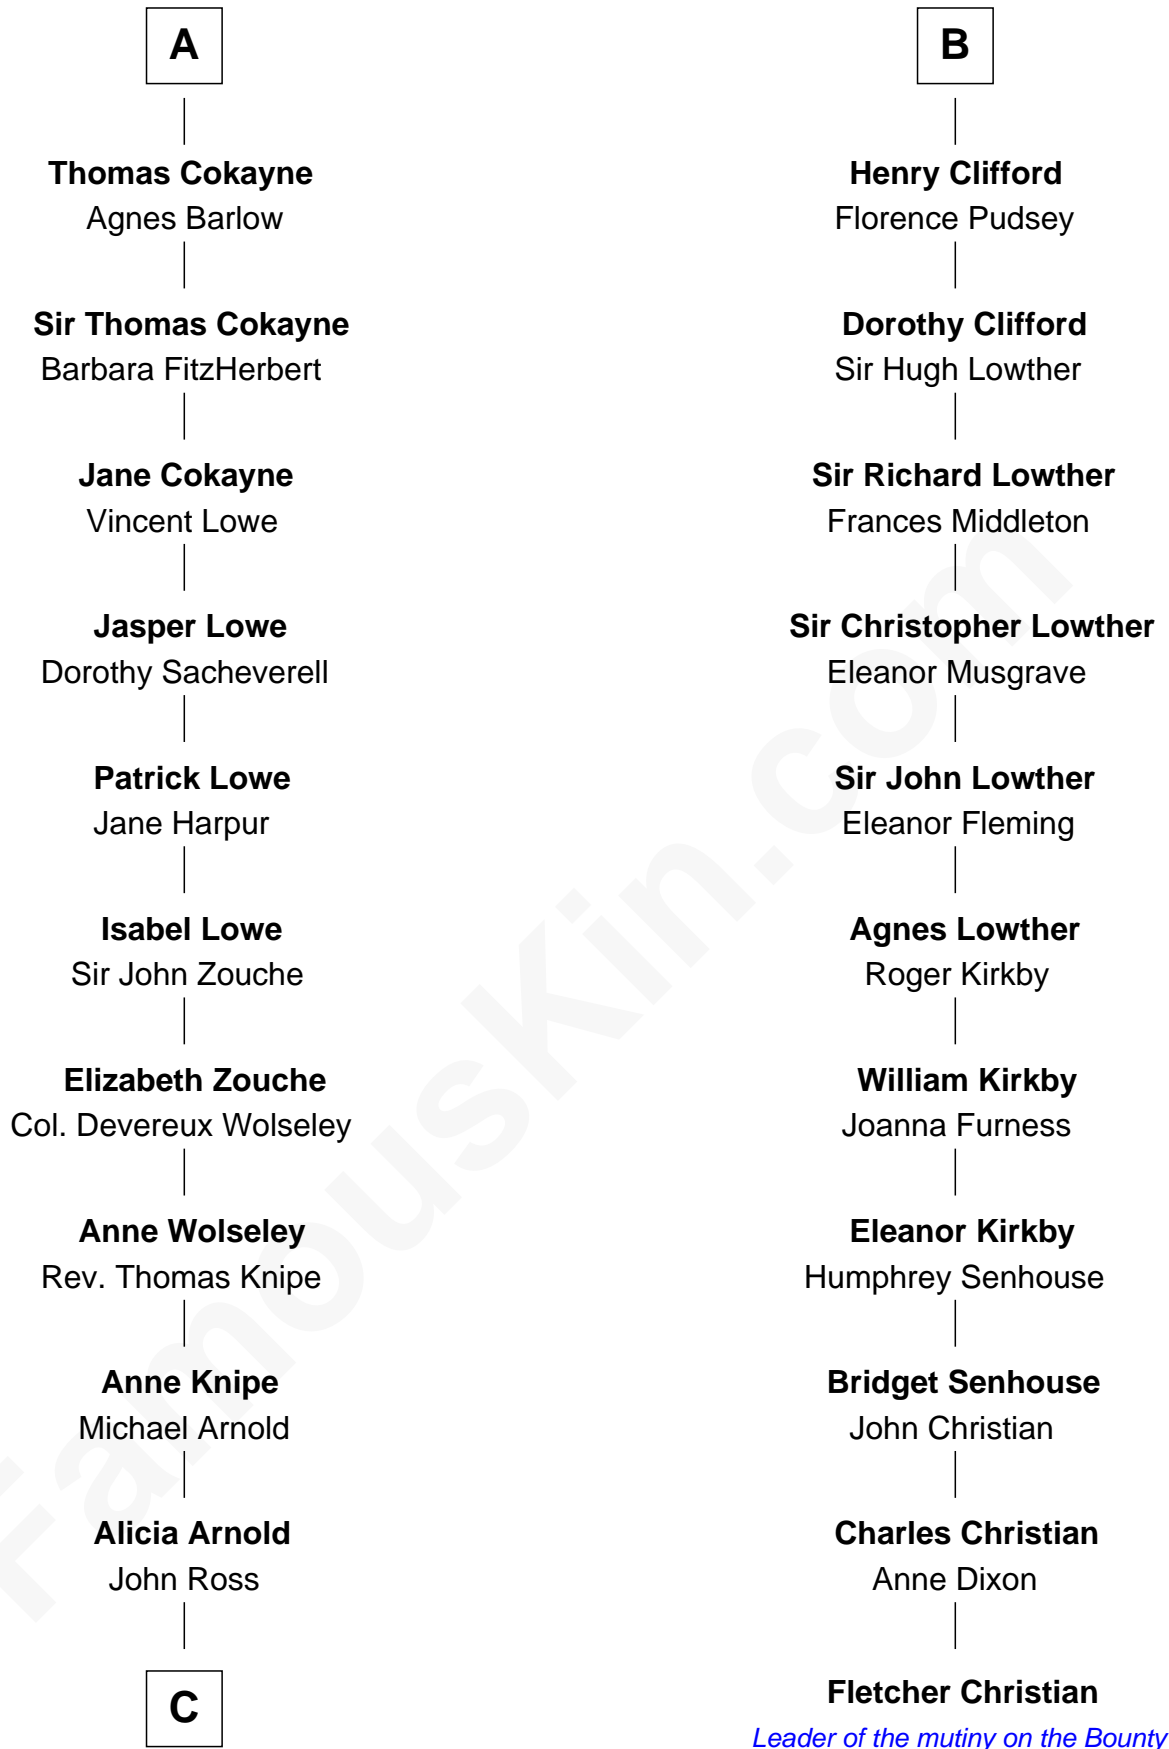 A
Thomas Cokayne
Agnes Barlow
Sir Thomas Cokayne
Barbara FitzHerbert
Jane Cokayne
Vincent Lowe
Jasper Lowe
Dorothy Sacheverell
Patrick Lowe
Jane Harpur
Isabel Lowe
Sir John Zouche
Elizabeth Zouche
Col. Devereux Wolseley
Anne Wolseley
Rev. Thomas Knipe
Anne Knipe
Michael Arnold
Alicia Arnold
John Ross
C
B
Henry Clifford
Florence Pudsey
Dorothy Clifford
Sir Hugh Lowther
Sir Richard Lowther
Frances Middleton
Sir Christopher Lowther
Eleanor Musgrave
Sir John Lowther
Eleanor Fleming
Agnes Lowther
Roger Kirkby
William Kirkby
Joanna Furness
Eleanor Kirkby
Humphrey Senhouse
Bridget Senhouse
John Christian
Charles Christian
Anne Dixon
Fletcher Christian
Leader of the mutiny on the Bounty
FamousKin.com